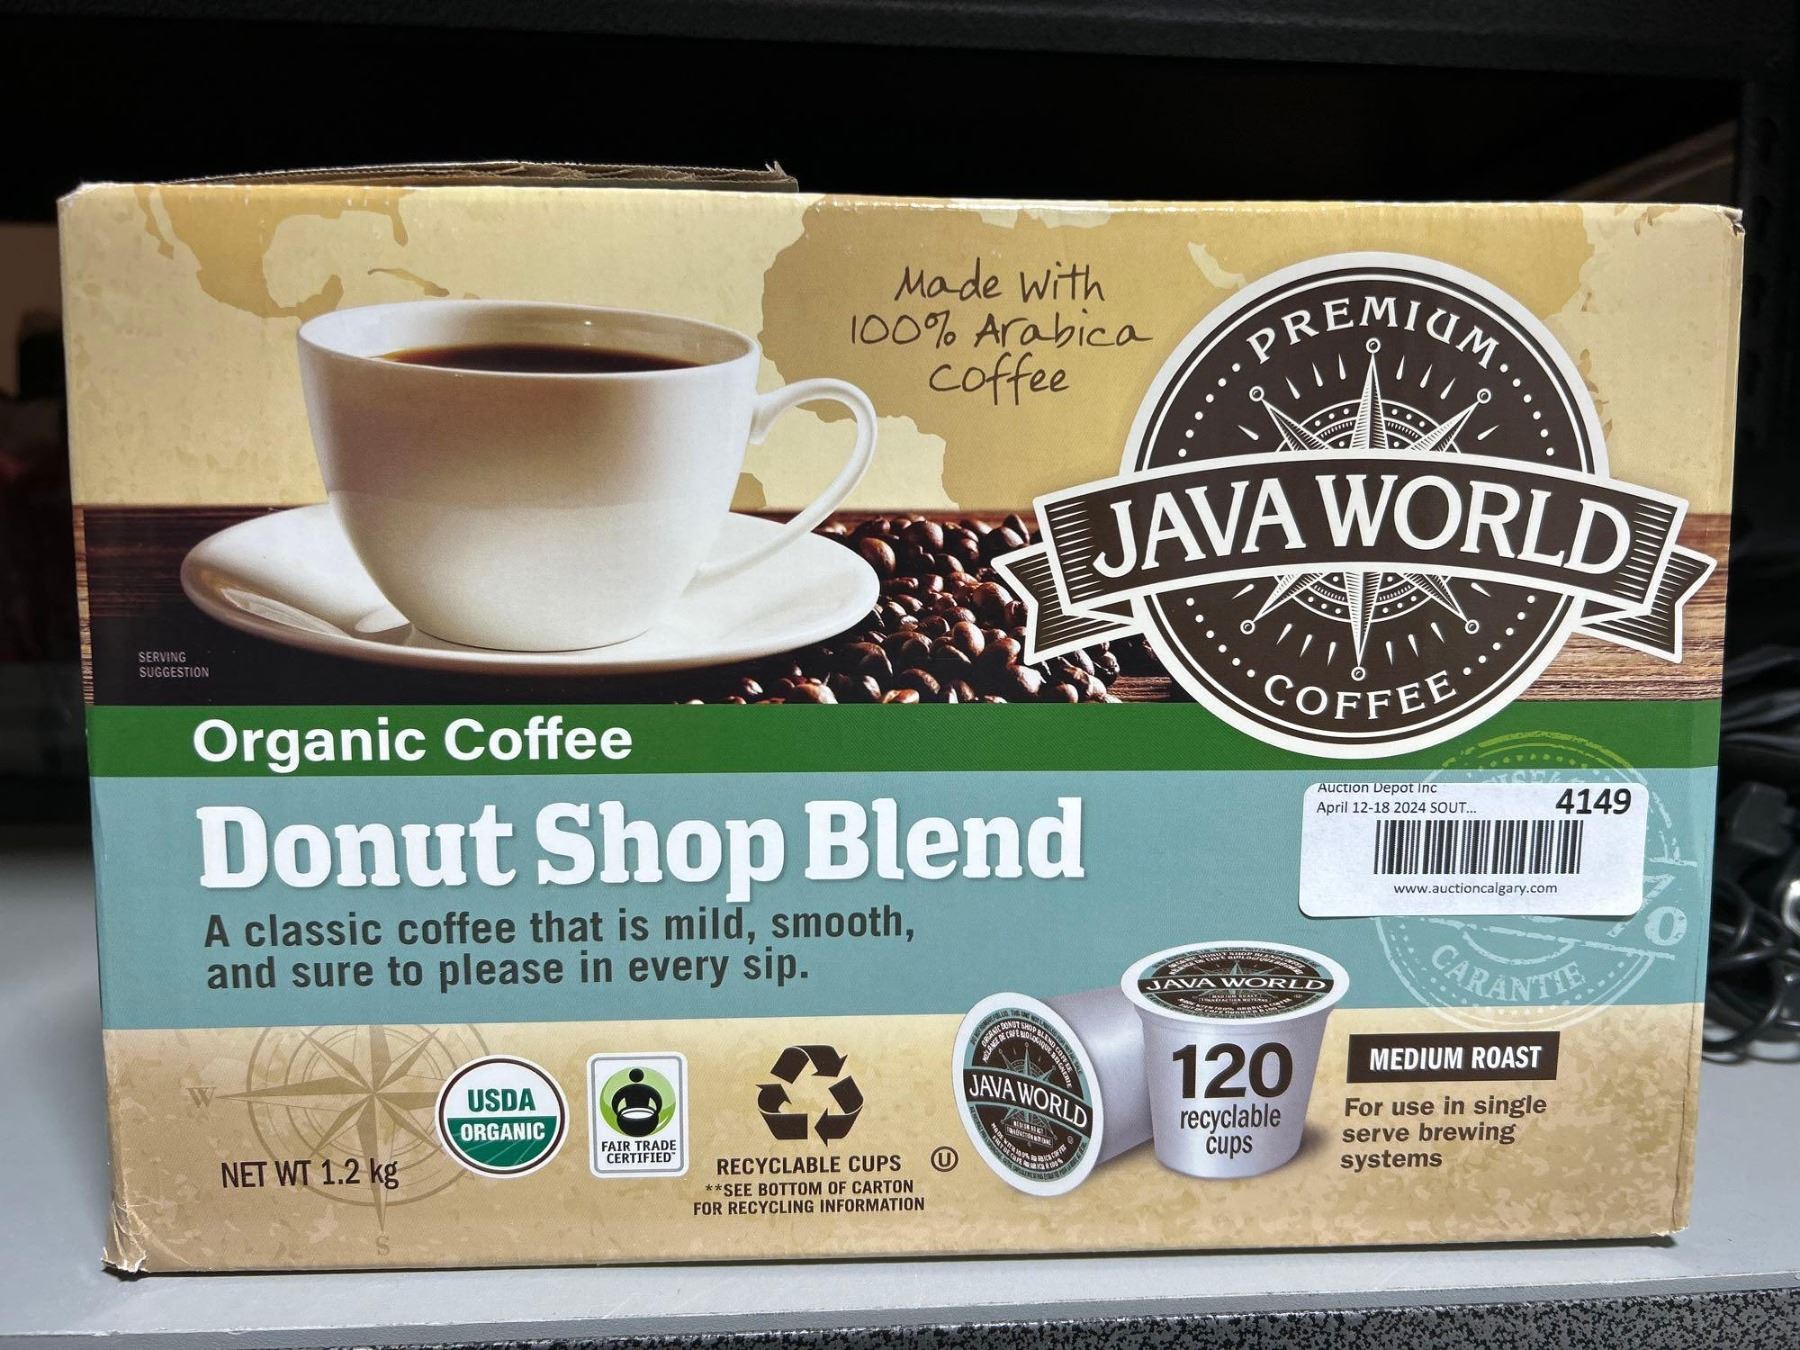 Made With
100% Arabica
Coffee
PREMIUM
JAVA WORLD
COFFEE
SERVING
SUGGESTION
Organic Coffee
Donut Shop Blend
A classic coffee that is mild, smooth,
and sure to please in every sip.
Auction Depot Inc
April 12-18 2024 SOUT...
4149
www.auctioncalgary.com
GARANTIE
W
S
NET WT 1.2 kg
USDA
ORGANIC
FAIR TRADE
CERTIFIED
RECYCLABLE CUPS
**SEE BOTTOM OF CARTON
FOR RECYCLING INFORMATION
U
JAVA WORLD
JAVA WORLD
120
recyclable
cups
MEDIUM ROAST
For use in single
serve brewing
systems